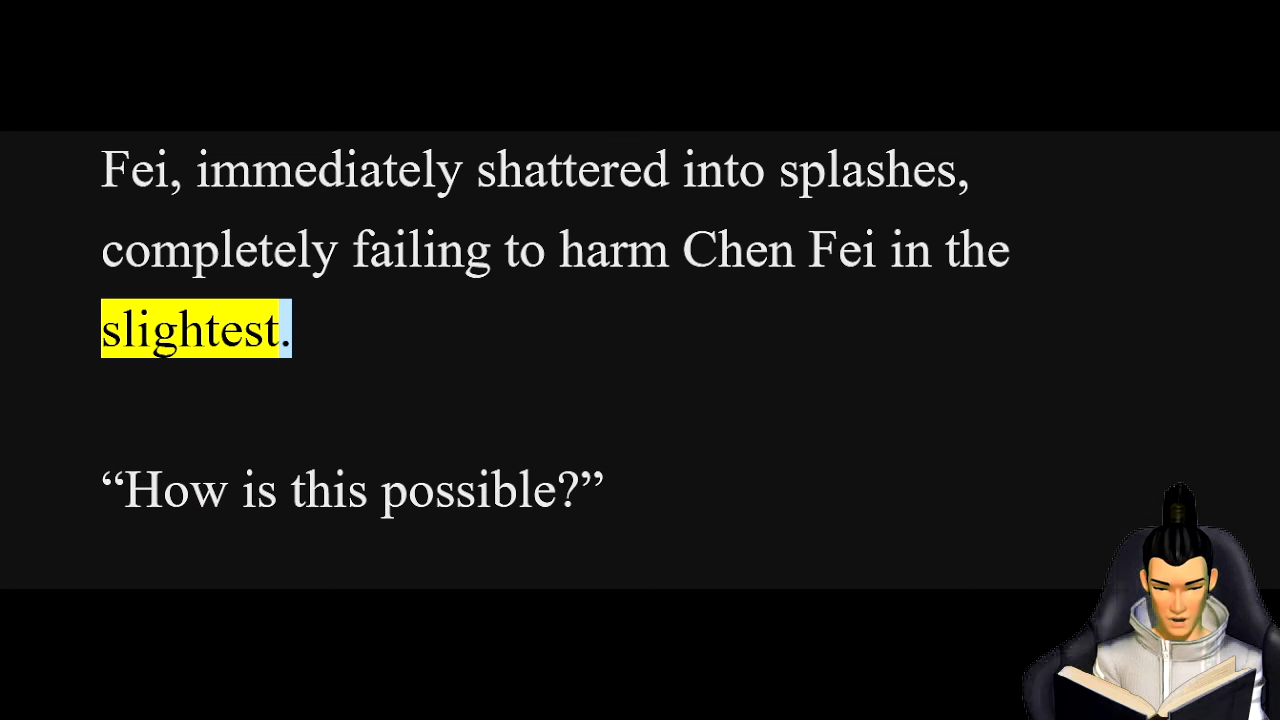 Fei, immediately shattered into splashes,
completely failing to harm Chen Fei in the
slightest.
“How is this possible?”